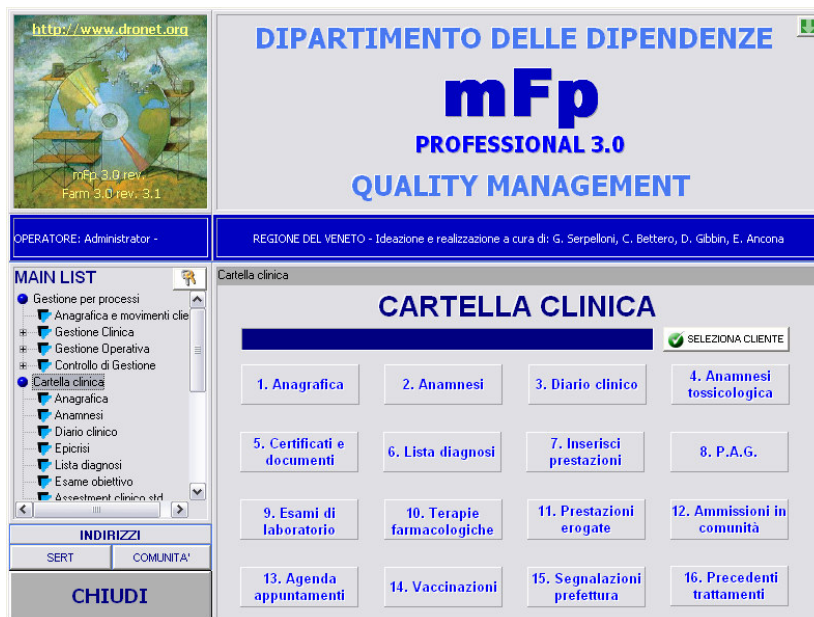 http://www.dronet.org
mFp 3.0 rev.
Farm 3.0 rev. 3.1
DIPARTIMENTO DELLE DIPENDENZE
mFp
PROFESSIONAL 3.0
QUALITY MANAGEMENT
OPERATORE: Administrator -
REGIONE DEL VENETO - Ideazione e realizzazione a cura di: G. Serpelloni, C. Bettero, D. Gibbin, E. Ancona
MAIN LIST
Gestione per processi
Anagrafica e movimenti clie
Gestione Clinica
Gestione Operativa
Controllo di Gestione
Cartella clinica
Anagrafica
Anamnesi
Diario clinico
Epicrisi
Lista diagnosi
Esame obiettivo
Assestment clinico std
INDIRIZZI
SERT
COMUNITA'
CHIUDI
Cartella clinica
CARTELLA CLINICA
SELEZIONA CLIENTE
1. Anagrafica
2. Anamnesi
3. Diario clinico
4. Anamnesi
tossicologica
5. Certificati e
documenti
6. Lista diagnosi
7. Inserisci
prestazioni
8. P.A.G.
9. Esami di
laboratorio
10. Terapie
farmacologiche
11. Prestazioni
erogate
12. Ammissioni in
comunità
13. Agenda
appuntamenti
14. Vaccinazioni
15. Segnalazioni
prefettura
16. Precedenti
trattamenti